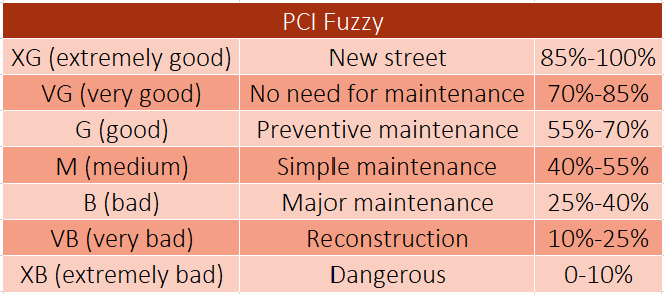 PCI Fuzzy
XG (extremely good) New street 85%-100%
VG (very good) No need for maintenance 70%-85%
G (good) Preventive maintenance 55%-70%
M (medium) Simple maintenance 40%-55%
B (bad) Major maintenance 25%-40%
VB (very bad) Reconstruction 10%-25%
XB (extremely bad) Dangerous 0-10%